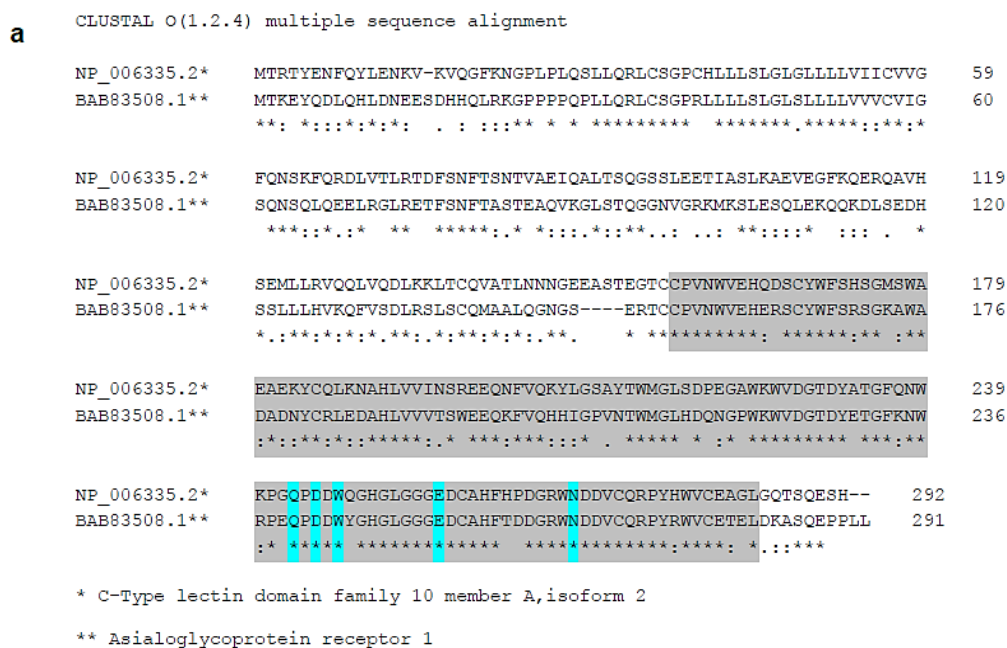 a
CLUSTAL O(1.2.4) multiple sequence alignment
NP_006335.2* MTRTYENFQYLENKV-KVQGFKNGPLPLQSLLQRLCSGPCHLLLSLGLGLLLLVIICVVG 59
BAB83508.1** MTKEYQDLQHLDNEESDHHQLRKGPPPPQPLLQRLCSGPRLLLLSLGLSLLLLVVVCVIG 60
**: *:::*:*:*: . : :::** * * ********* *******.*****::**:*
NP_006335.2* FQNSKFQRDLVTLRTDFSNFTSNTVAEIQALTSQGSSLEETIASLKAEVEGFKQERQAVH 119
BAB83508.1** SQNSQLQEELRGLRETFSNFTASTEAQVKGLSTQGGNVGRKMKSLESQLEKQQKDLSEDH 120
***::*.:* ** *****:.* *:::.*::**..: ..: **::::* ::: . *
NP_006335.2* SEMLLRVQQLVQDLKKLTCQVATLNNNGEEASTEGTCCPVNWVEHQDSCYWFSHSGMSWA 179
BAB83508.1** SSLLLHVKQFVSDLRSLSCQMAALQGNGS----ERTCCPVNWVEHERSCYWFSRSGKAWA 176
*.:**:*:*:*.**:.*:**:*:*:.**. * *********: ******:** :**
NP_006335.2* EAEKYCQLKNAHLVVINSREEQNFVQKYLGSAYTWMGLSDPEGAWKWVDGTDYATGFQNW 239
BAB83508.1** DADNYCRLEDAHLVVVTSWEEQKFVQHHIGPVNTWMGLHDQNGPWKWVDGTDYETGFKNW 236
:*::**:*::*****:.* ***:***:::* . ***** * :* ********* ***:**
NP_006335.2* KPGQPDDWQGHGLGGGEDCAHFHPDGRWNDDVCQRPYHWVCEAGLGQTSQESH-- 292
BAB83508.1** RPEQPDDWYGHGLGGGEDCAHFTDDGRWNDDVCQRPYRWVCETELDKASQEPPLL 291
:* ***** ************* *************:****: *.::***
* C-Type lectin domain family 10 member A,isoform 2
** Asialoglycoprotein receptor 1